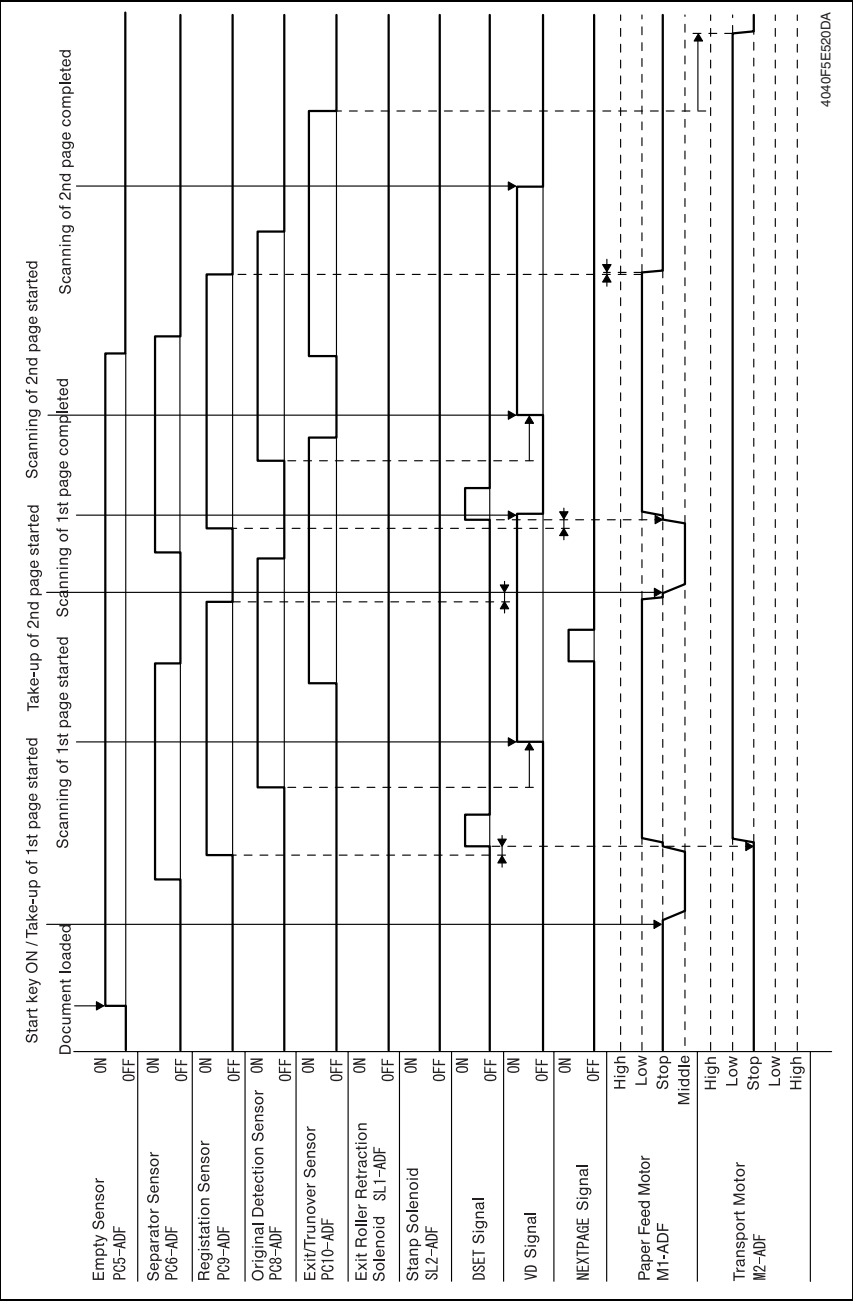 Start key ON / Take-up of 1st page started
Take-up of 2nd page started
Scanning of 2nd page started
Document loaded
Scanning of 1st page started
Scanning of 1st page completed
Scanning of 2nd page completed
Empty Sensor
PC5-ADF
ON
OFF
Separator Sensor
PC6-ADF
ON
OFF
Registation Sensor
PC9-ADF
ON
OFF
Original Detection Sensor
PC8-ADF
ON
OFF
Exit/Trunover Sensor
PC10-ADF
ON
OFF
Exit Roller Retraction
Solenoid SL1-ADF
ON
OFF
Stanp Solenoid
SL2-ADF
ON
OFF
DSET Signal
ON
OFF
VD Signal
ON
OFF
NEXTPAGE Signal
ON
OFF
Paper Feed Motor
M1-ADF
High
Low
Stop
Middle
Transport Motor
M2-ADF
High
Low
Stop
Low
High
4040F5E520DA